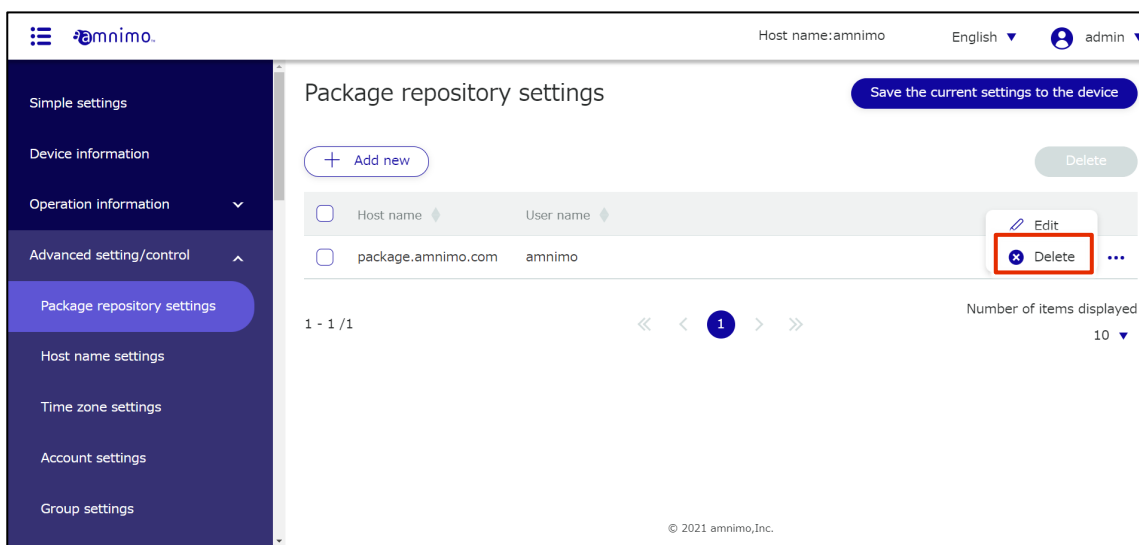 amnimo
Host name:amnimo
English
admin
Simple settings
Device information
Operation information
Advanced setting/control
Package repository settings
Host name settings
Time zone settings
Account settings
Group settings
Package repository settings
Save the current settings to the device
+ Add new
Delete
Host name User name
Edit
package.amnimo.com amnimo
Delete
1 - 1 /1
« < 1 > »
Number of items displayed
10
© 2021 amnimo,Inc.